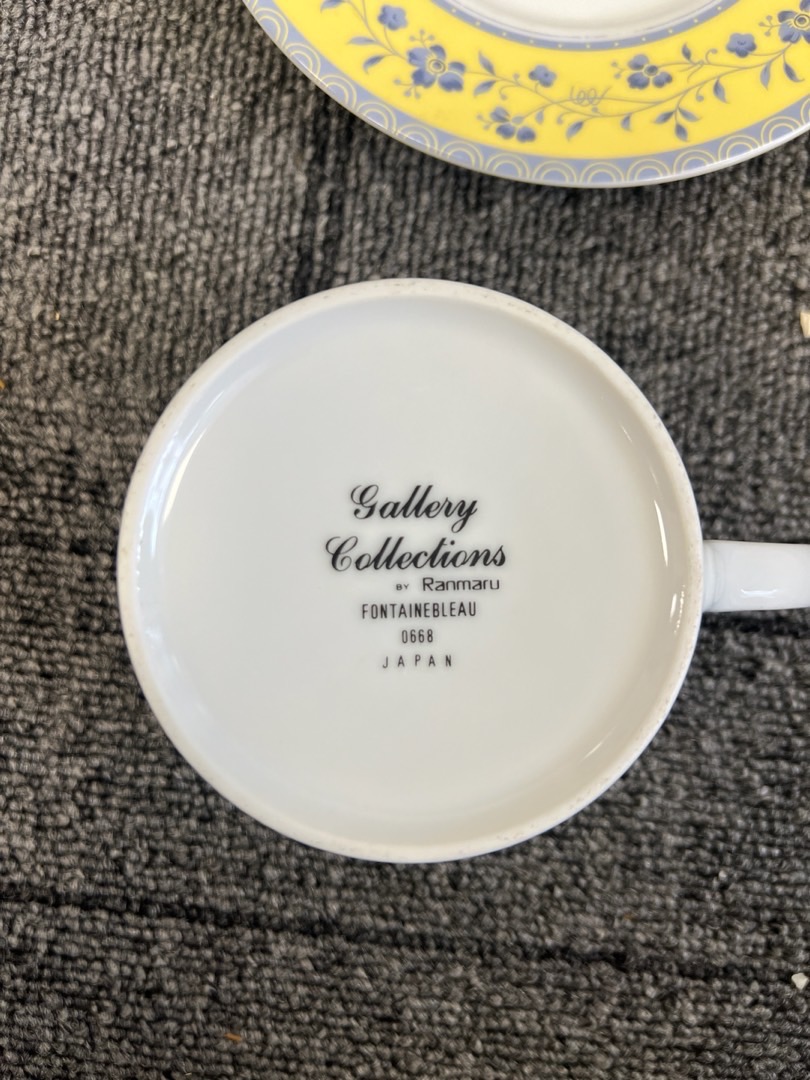 Gallery
Collections
BY Ranmaru
FONTAINEBLEAU
0668
JAPAN